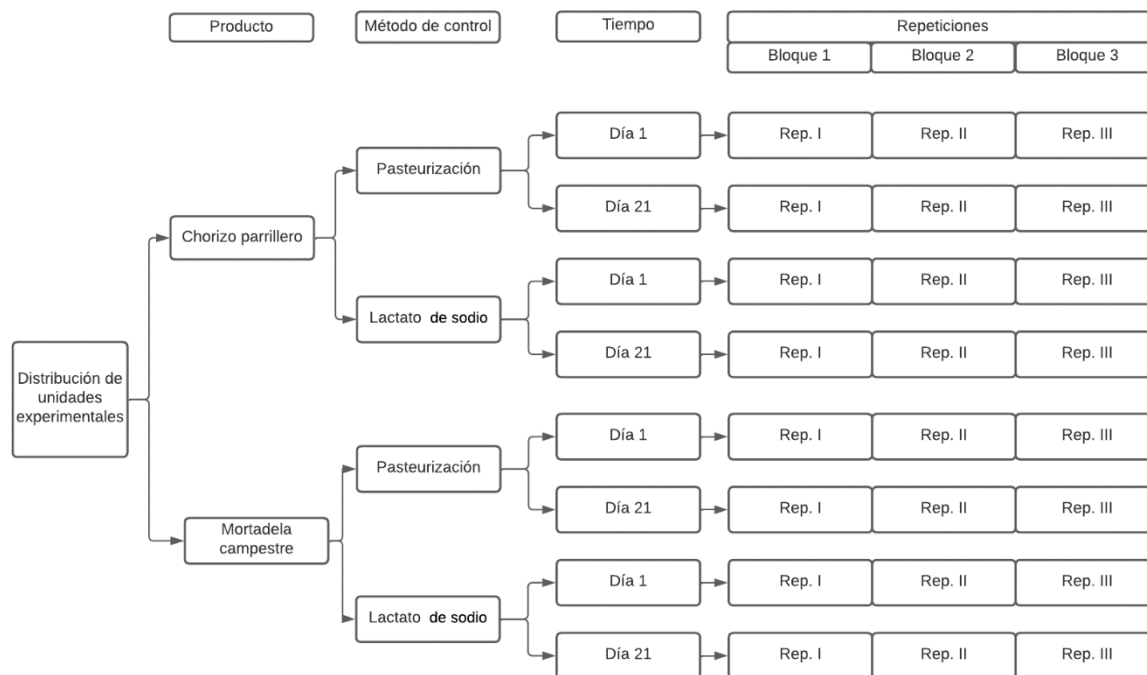 Producto
Método de control
Tiempo
Repeticiones
Bloque 1
Bloque 2
Bloque 3
Día 1
Rep. I
Rep. II
Rep. III
Pasteurización
Día 21
Rep. I
Rep. II
Rep. III
Chorizo parrillero
Día 1
Rep. I
Rep. II
Rep. III
Lactato de sodio
Día 21
Rep. I
Rep. II
Rep. III
Distribución de
unidades
experimentales
Día 1
Rep. I
Rep. II
Rep. III
Pasteurización
Día 21
Rep. I
Rep. II
Rep. III
Mortadela
campestre
Día 1
Rep. I
Rep. II
Rep. III
Lactato de sodio
Día 21
Rep. I
Rep. II
Rep. III